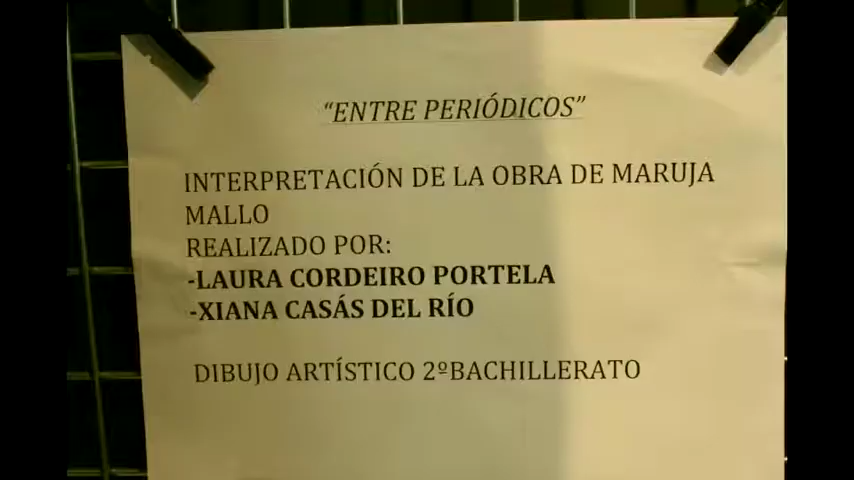 “ENTRE PERIÓDICOS”
INTERPRETACIÓN DE LA OBRA DE MARUJA
MALLO
REALIZADO POR:
-LAURA CORDEIRO PORTELA
-XIANA CASÁS DEL RÍO
DIBUJO ARTÍSTICO 2ºBACHILLERATO